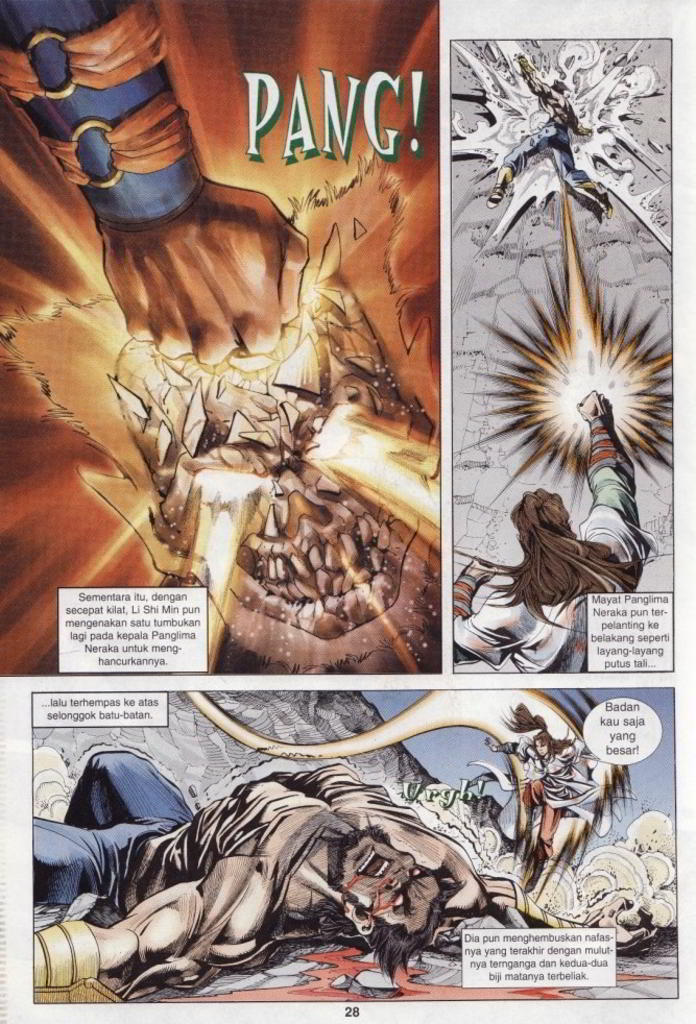 PANG!
Sementara itu, dengan
secepat kilat, Li Shi Min pun
mengenakan satu tumbukan
lagi pada kepala Panglima
Neraka untuk meng-
hancurkannya.
Mayat Panglima
Neraka pun ter-
pelanting ke
belakang seperti
layang-layang
putus tali...
...lalu terhempas ke atas
selonggok batu-batan.
Badan
kau saja
yang
besar!
Urgh!
Dia pun menghembuskan nafas-
nya yang terakhir dengan mulut-
nya ternganga dan kedua-dua
biji matanya terbeliak.
28